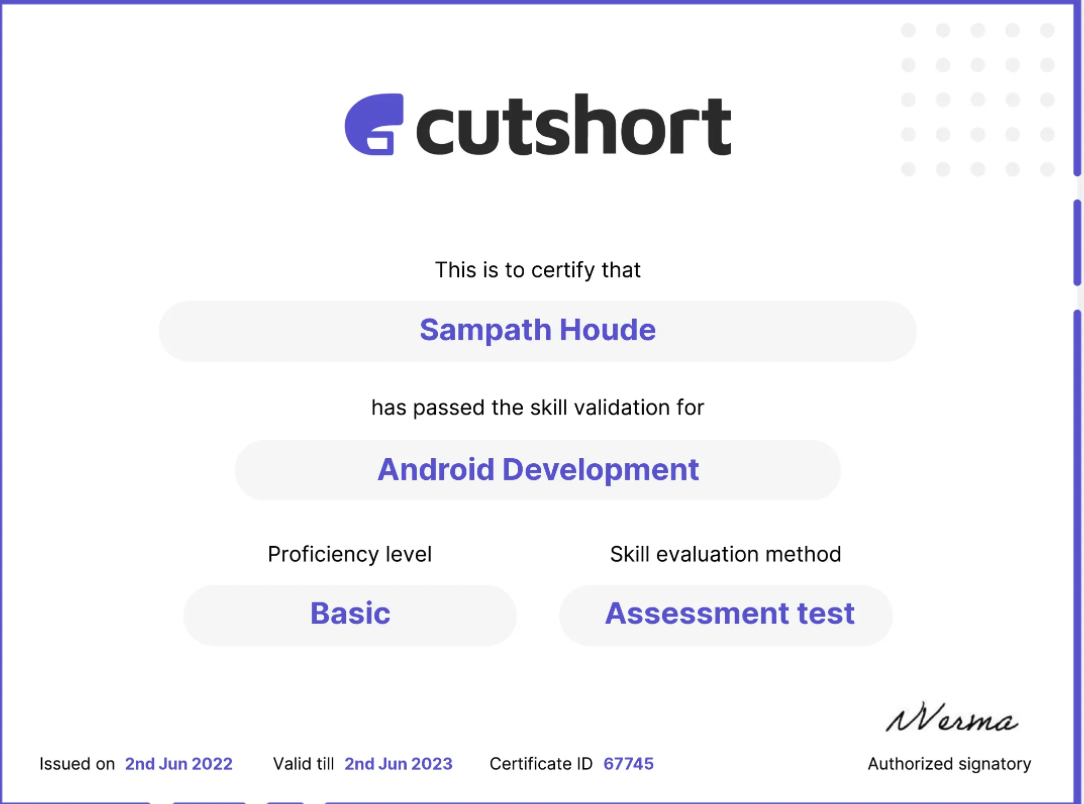 cutshort
This is to certify that
Sampath Houde
has passed the skill validation for
Android Development
Proficiency level
Skill evaluation method
Basic
Assessment test
NVerma
Issued on 2nd Jun 2022
Valid till 2nd Jun 2023
Certificate ID 67745
Authorized signatory